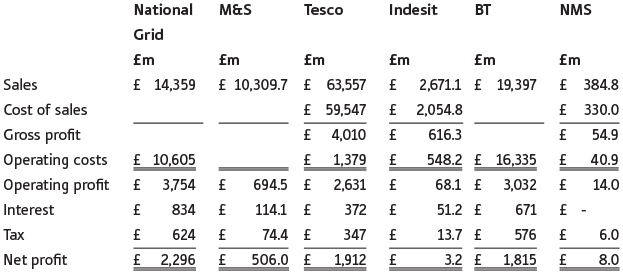 National M&S Tesco Indesit BT NMS
Grid
£m £m £m £m £m £m
Sales £ 14,359 £ 10,309.7 £ 63,557 £ 2,671.1 £ 19,397 £ 384.8
Cost of sales £ 59,547 £ 2,054.8 £ 330.0
Gross profit £ 4,010 £ 616.3 £ 54.9
Operating costs £ 10,605 £ 1,379 £ 548.2 £ 16,335 £ 40.9
Operating profit £ 3,754 £ 694.5 £ 2,631 £ 68.1 £ 3,032 £ 14.0
Interest £ 834 £ 114.1 £ 372 £ 51.2 £ 671 £ -
Tax £ 624 £ 74.4 £ 347 £ 13.7 £ 576 £ 6.0
Net profit £ 2,296 £ 506.0 £ 1,912 £ 3.2 £ 1,815 £ 8.0